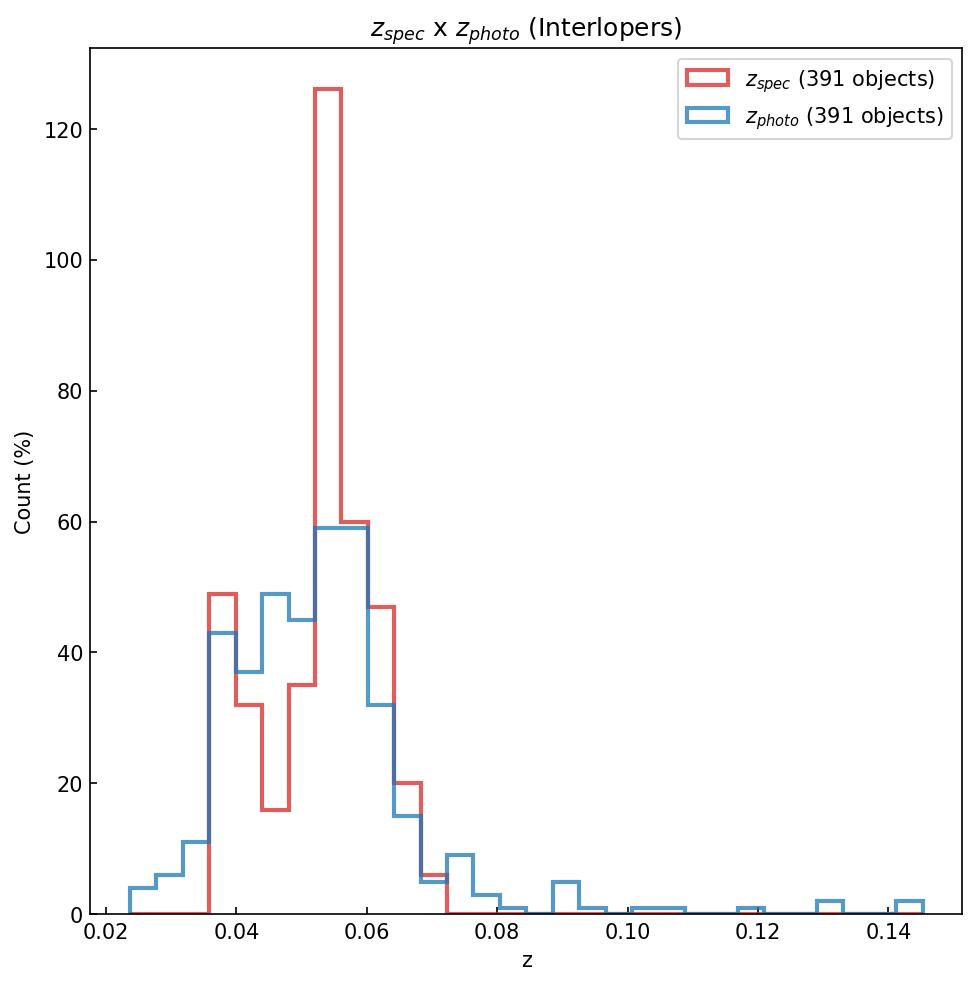 z_spec x z_photo (Interlopers)
z_spec (391 objects)
z_photo (391 objects)
Count (%)
120
100
80
60
40
20
0
0.02 0.04 0.06 0.08 0.10 0.12 0.14
z